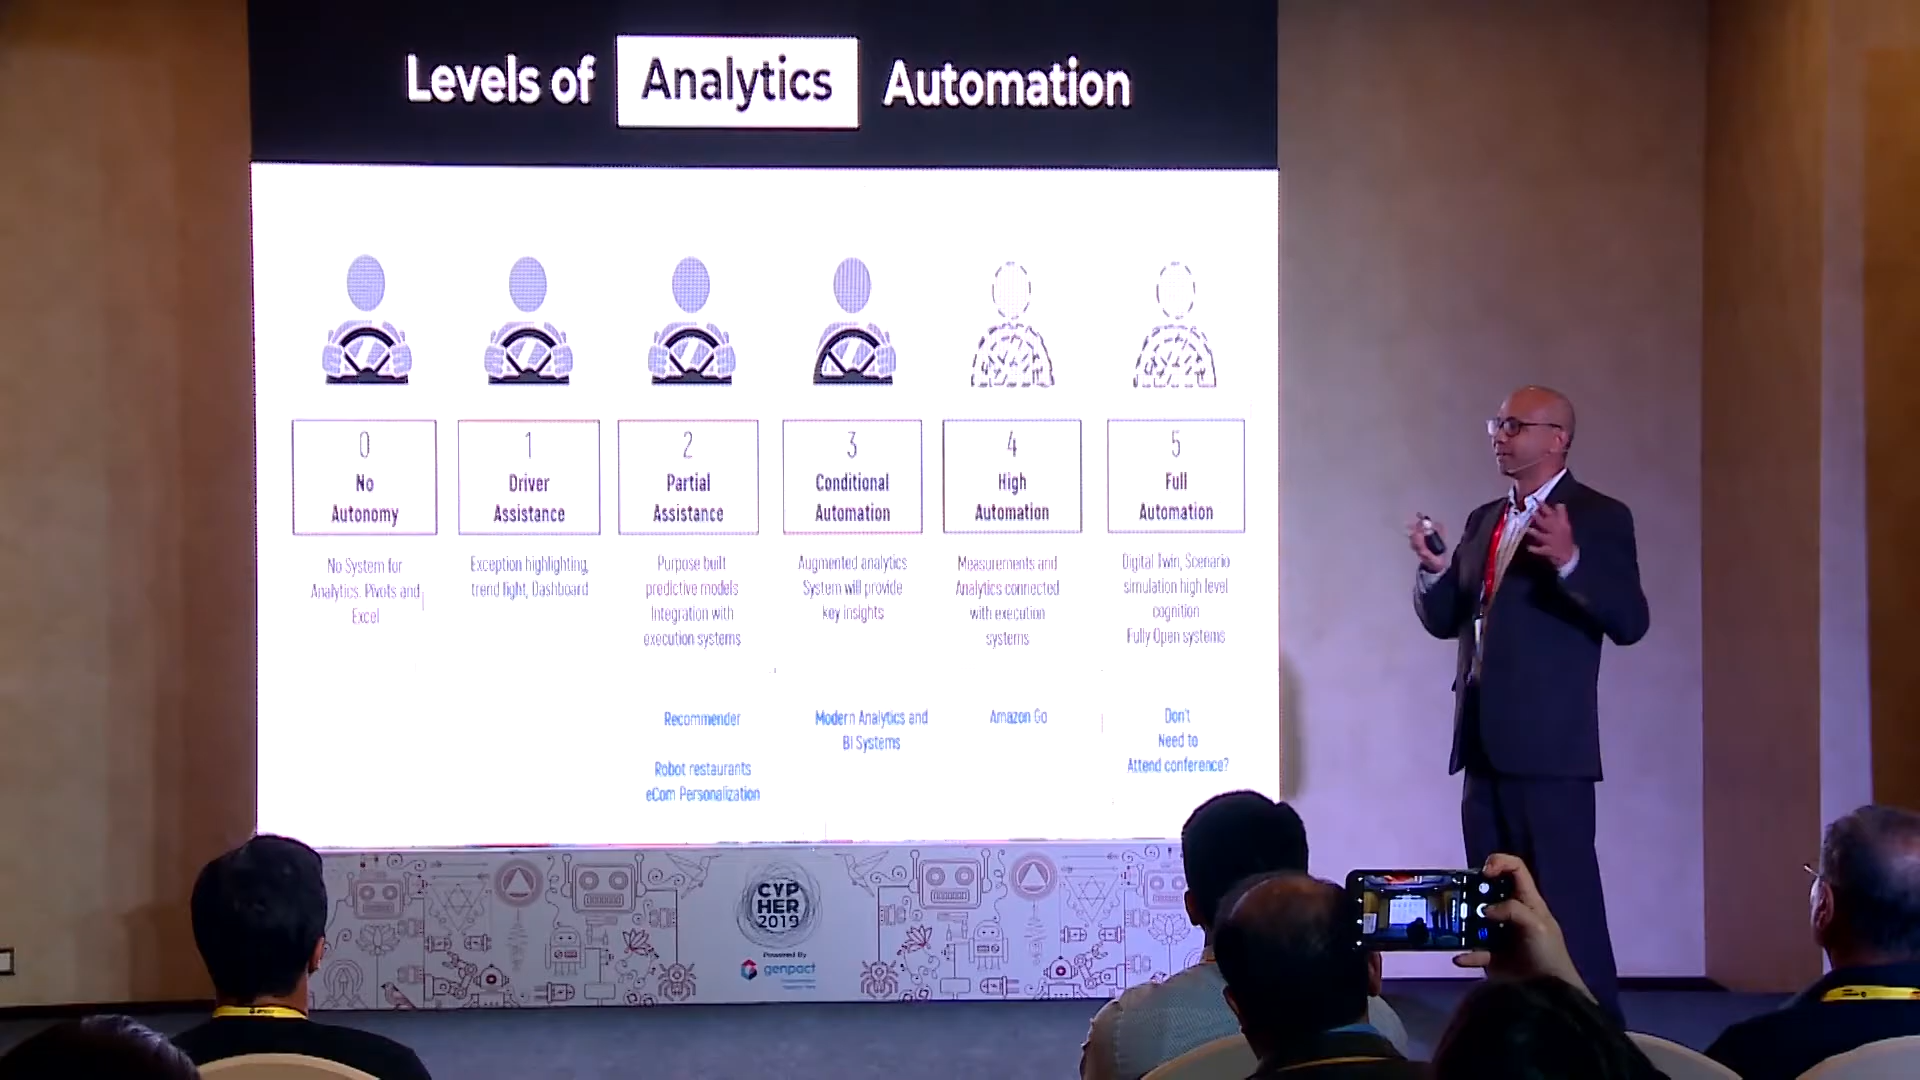 Levels of Analytics Automation
0
No
Autonomy
No System for
Analytics. Pivots and
Excel
1
Driver
Assistance
Exception highlighting,
trend fight, Dashboard
2
Partial
Assistance
Purpose built
predictive models
Integration with
execution systems
Recommender
Robot restaurants
eCom Personalization
3
Conditional
Automation
Augmented analytics
System will provide
key insights
Modern Analytics and
BI Systems
4
High
Automation
Measurements and
Analytics connected
with execution
systems
Amazon Go
5
Full
Automation
Digital Twin, Scenario
simulation high level
cognition
Fully Open systems
Don't
Need to
Attend conference?
CYP
HER
2019
Powered By
genpact